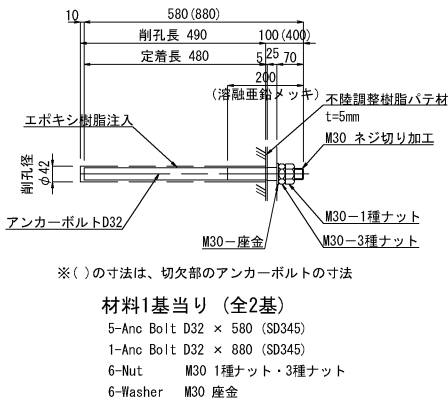 10
580(880)
削孔長 490
100(400)
定着長 480
5
25
70
200
(溶融亜鉛メッキ)
不陸調整樹脂パテ材
t=5mm
エポキシ樹脂注入
M30 ネジ切り加工
削孔径
φ42
アンカーボルトD32
M30-1種ナット
M30-座金
M30-3種ナット
※( )の寸法は、切欠部のアンカーボルトの寸法
材料1基当り (全2基)
5-Anc Bolt D32 × 580 (SD345)
1-Anc Bolt D32 × 880 (SD345)
6-Nut M30 1種ナット・3種ナット
6-Washer M30 座金